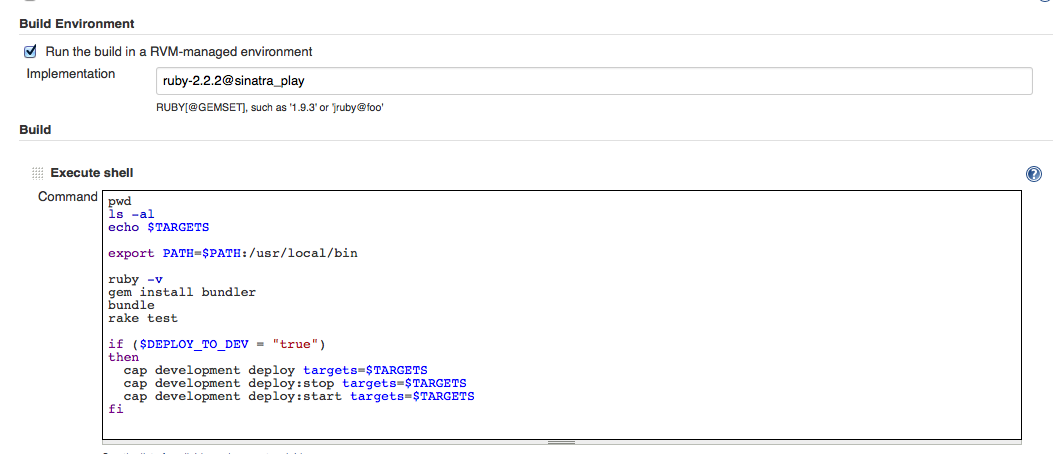 Build Environment
Run the build in a RVM-managed environment
Implementation
ruby-2.2.2@sinatra_play
RUBY[@GEMSET], such as '1.9.3' or 'jruby@foo'
Build
Execute shell
Command
pwd
ls -al
echo $TARGETS
export PATH=$PATH:/usr/local/bin
ruby -v
gem install bundler
bundle
rake test
if ($DEPLOY_TO_DEV = "true")
then
cap development deploy targets=$TARGETS
cap development deploy:stop targets=$TARGETS
cap development deploy:start targets=$TARGETS
fi